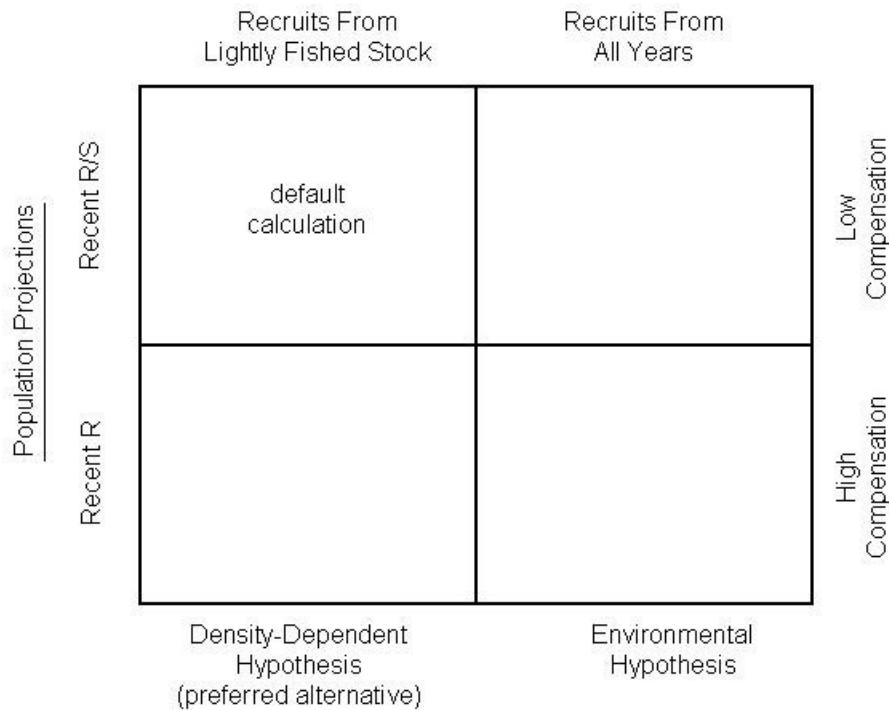 Recruits From
Lightly Fished Stock
Recruits From
All Years
Population Projections
Recent R/S
default
calculation
Low
Compensation
Recent R
High
Compensation
Density-Dependent
Hypothesis
(preferred alternative)
Environmental
Hypothesis